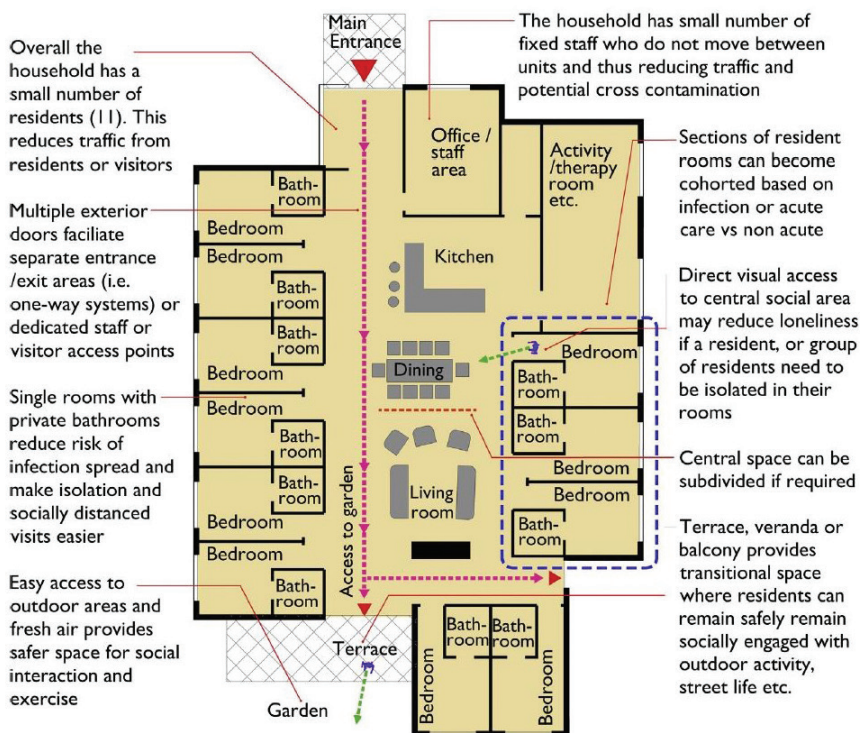 Overall the
household has a
small number of
residents (11). This
reduces traffic from
residents or visitors
Multiple exterior
doors faciliate
separate entrance
/exit areas (i.e.
one-way systems) or
dedicated staff or
visitor access points
Single rooms with
private bathrooms
reduce risk of
infection spread and
make isolation and
socially distanced
visits easier
Easy access to
outdoor areas and
fresh air provides
safer space for social
interaction and
exercise
Main
Entrance
Office /
staff
area
Activity
/therapy
room
etc.
Bath-
room
Bedroom
Bedroom
Bath-
room
Bath-
room
Bedroom
Bedroom
Bath-
room
Bath-
room
Bedroom
Bedroom
Bath-
room
Kitchen
Dining
Living
room
Access to garden
Bedroom
Bath-
room
Bath-
room
Bedroom
Bedroom
Bath-
room
Bath-
room
Bath-
room
Bedroom
Bedroom
Terrace
Garden
The household has small number of
fixed staff who do not move between
units and thus reducing traffic and
potential cross contamination
Sections of resident
rooms can become
cohorted based on
infection or acute
care vs non acute
Direct visual access
to central social area
may reduce loneliness
if a resident, or group
of residents need to
be isolated in their
rooms
Central space can be
subdivided if required
Terrace, veranda or
balcony provides
transitional space
where residents can
remain safely remain
socially engaged with
outdoor activity,
street life etc.